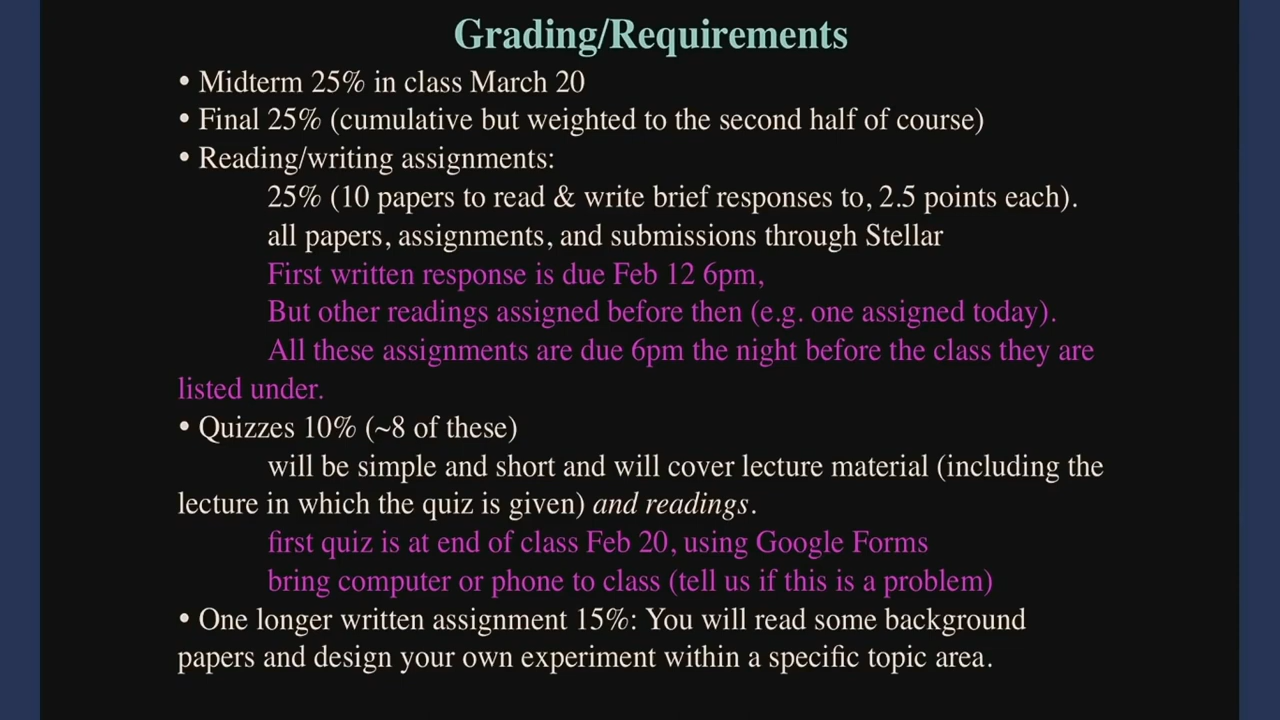 Grading/Requirements
• Midterm 25% in class March 20
• Final 25% (cumulative but weighted to the second half of course)
• Reading/writing assignments:
25% (10 papers to read & write brief responses to, 2.5 points each).
all papers, assignments, and submissions through Stellar
First written response is due Feb 12 6pm,
But other readings assigned before then (e.g. one assigned today).
All these assignments are due 6pm the night before the class they are
listed under.
• Quizzes 10% (~8 of these)
will be simple and short and will cover lecture material (including the
lecture in which the quiz is given) and readings.
first quiz is at end of class Feb 20, using Google Forms
bring computer or phone to class (tell us if this is a problem)
• One longer written assignment 15%: You will read some background
papers and design your own experiment within a specific topic area.